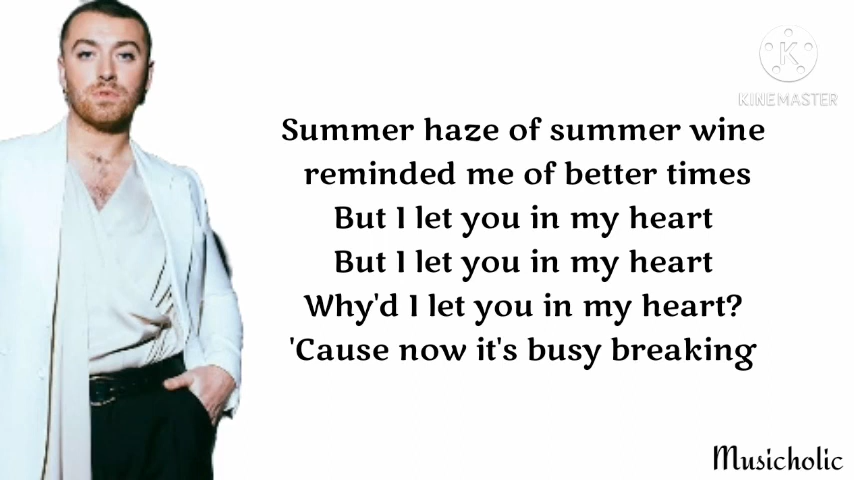 K
KINEMASTER
Summer haze of summer wine
reminded me of better times
But I let you in my heart
But I let you in my heart
Why'd I let you in my heart?
'Cause now it's busy breaking
Musicholic